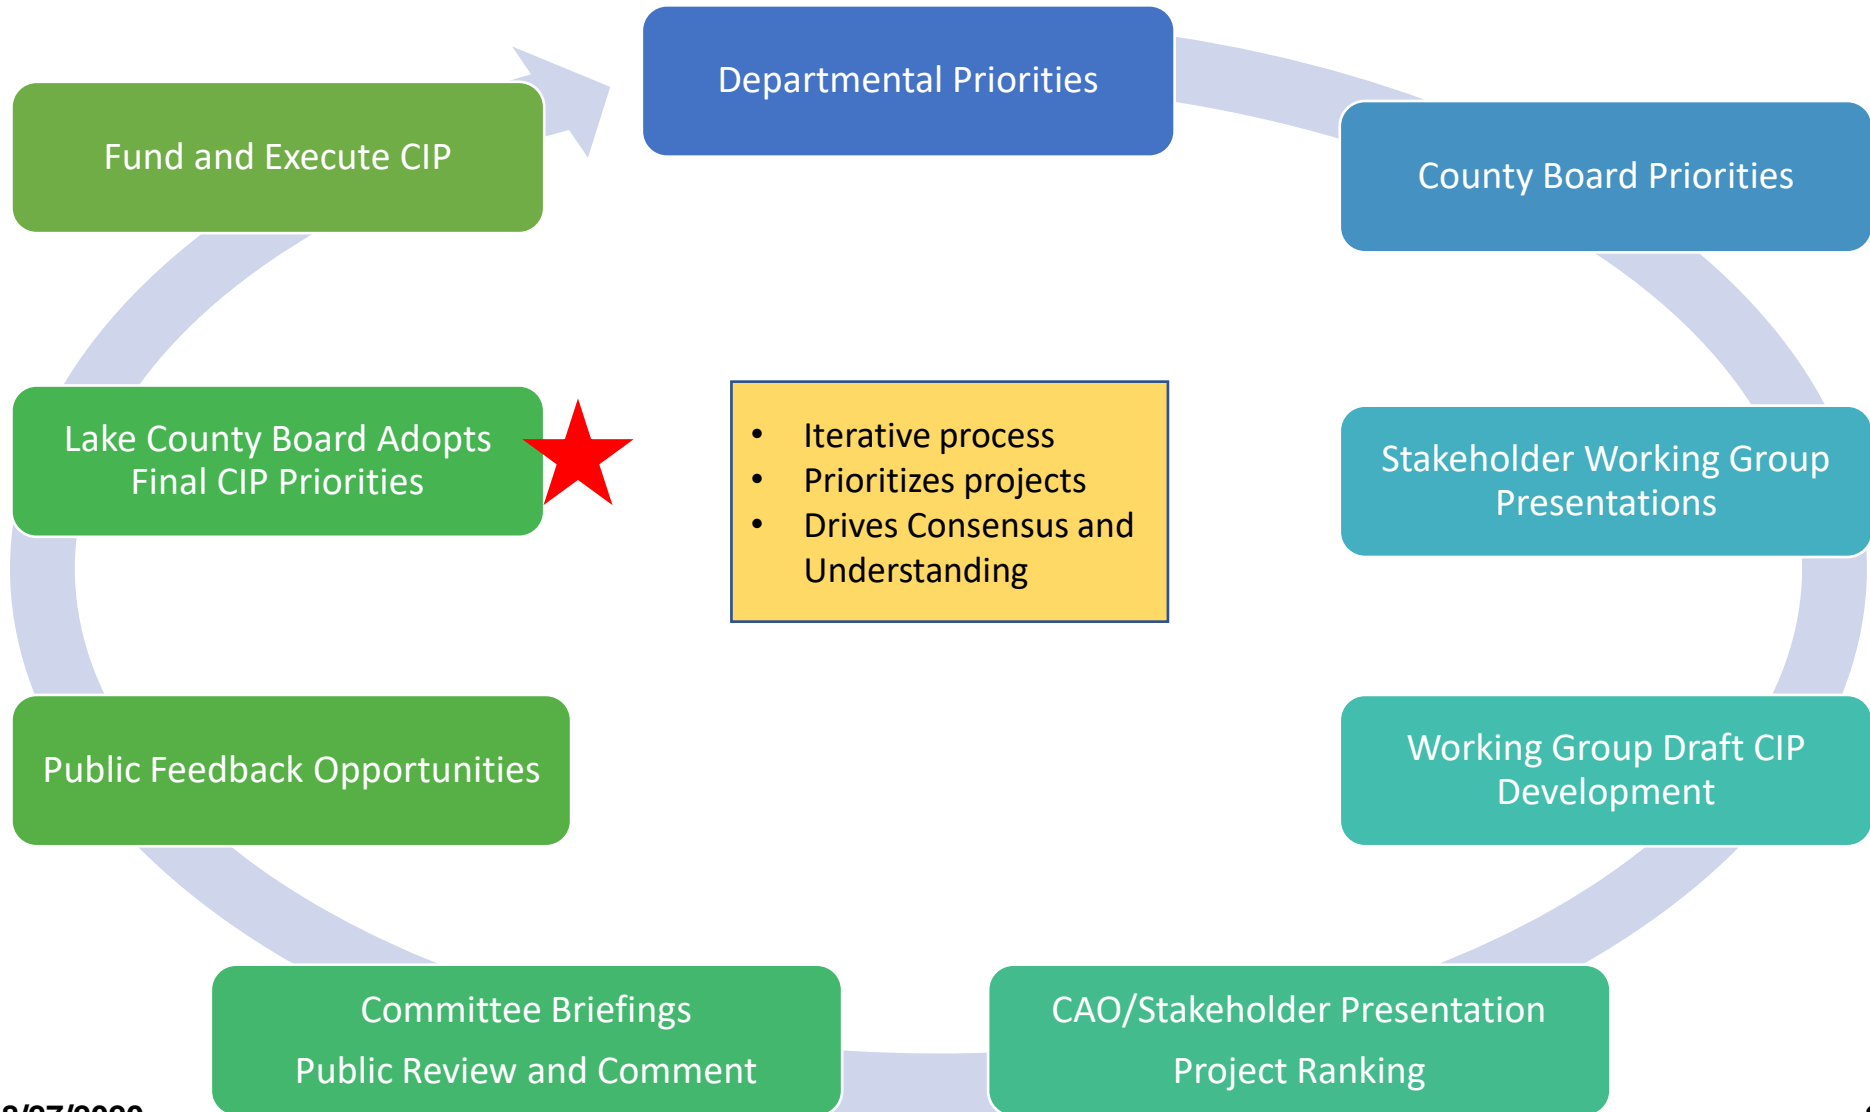 Departmental Priorities
County Board Priorities
Stakeholder Working Group
Presentations
Working Group Draft CIP
Development
CAO/Stakeholder Presentation
Project Ranking
Committee Briefings
Public Review and Comment
Public Feedback Opportunities
Lake County Board Adopts
Final CIP Priorities
Fund and Execute CIP
• Iterative process
• Prioritizes projects
• Drives Consensus and
Understanding